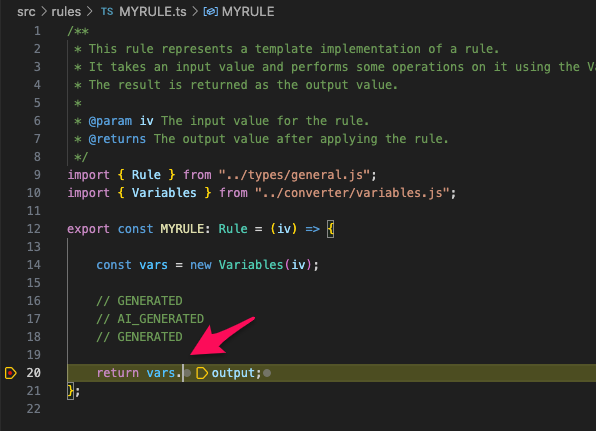 src > rules > TS MYRULE.ts > MYRULE
1 /**
2 * This rule represents a template implementation of a rule.
3 * It takes an input value and performs some operations on it using the Va
4 * The result is returned as the output value.
5 *
6 * @param iv The input value for the rule.
7 * @returns The output value after applying the rule.
8 */
9 import { Rule } from "../types/general.js";
10 import { Variables } from "../converter/variables.js";
11
12 export const MYRULE: Rule = (iv) => {
13
14 const vars = new Variables(iv);
15
16 // GENERATED
17 // AI_GENERATED
18 // GENERATED
19
20 return vars.output;
21 };
22